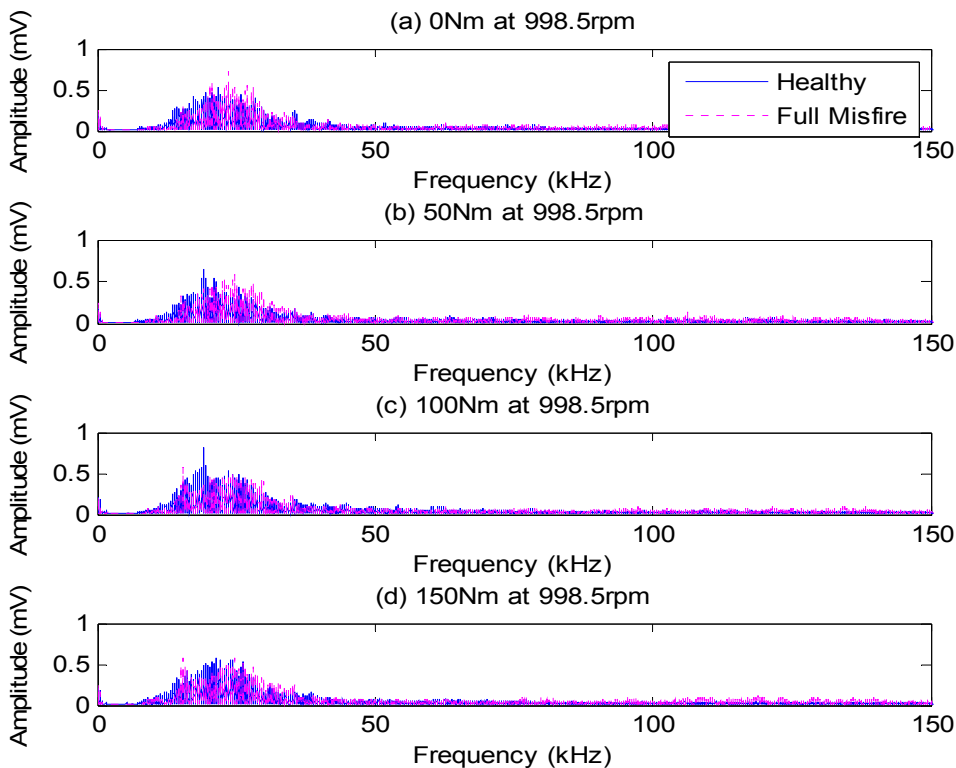 (a) 0Nm at 998.5rpm
Amplitude (mV)
1
0.5
0
Healthy
Full Misfire
0 50 100 150
Frequency (kHz)
(b) 50Nm at 998.5rpm
Amplitude (mV)
1
0.5
0
0 50 100 150
Frequency (kHz)
(c) 100Nm at 998.5rpm
Amplitude (mV)
1
0.5
0
0 50 100 150
Frequency (kHz)
(d) 150Nm at 998.5rpm
Amplitude (mV)
1
0.5
0
0 50 100 150
Frequency (kHz)